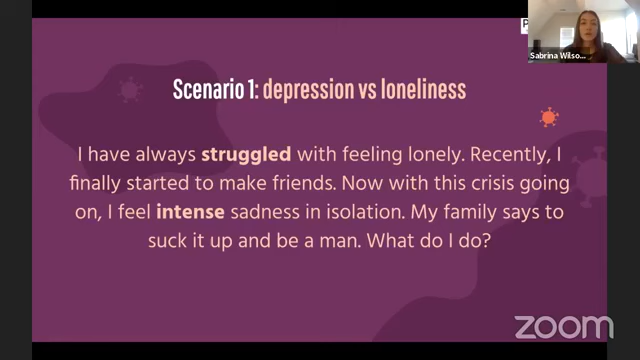 Scenario 1: depression vs loneliness
I have always struggled with feeling lonely. Recently, I
finally started to make friends. Now with this crisis going
on, I feel intense sadness in isolation. My family says to
suck it up and be a man. What do I do?
Sabrina Wilso...
zoom